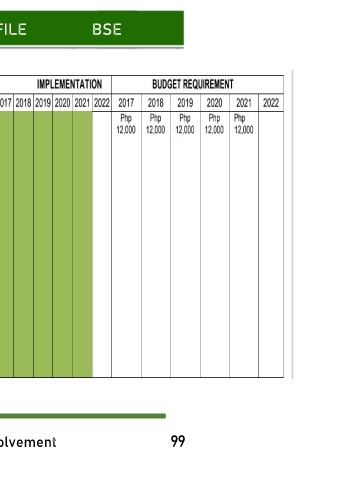 FILE BSE
IMPLEMENTATION BUDGET REQUIREMENT
017 2018 2019 2020 2021 2022 2017 2018 2019 2020 2021 2022
Php Php Php Php Php
12,000 12,000 12,000 12,000 12,000
olvement 99